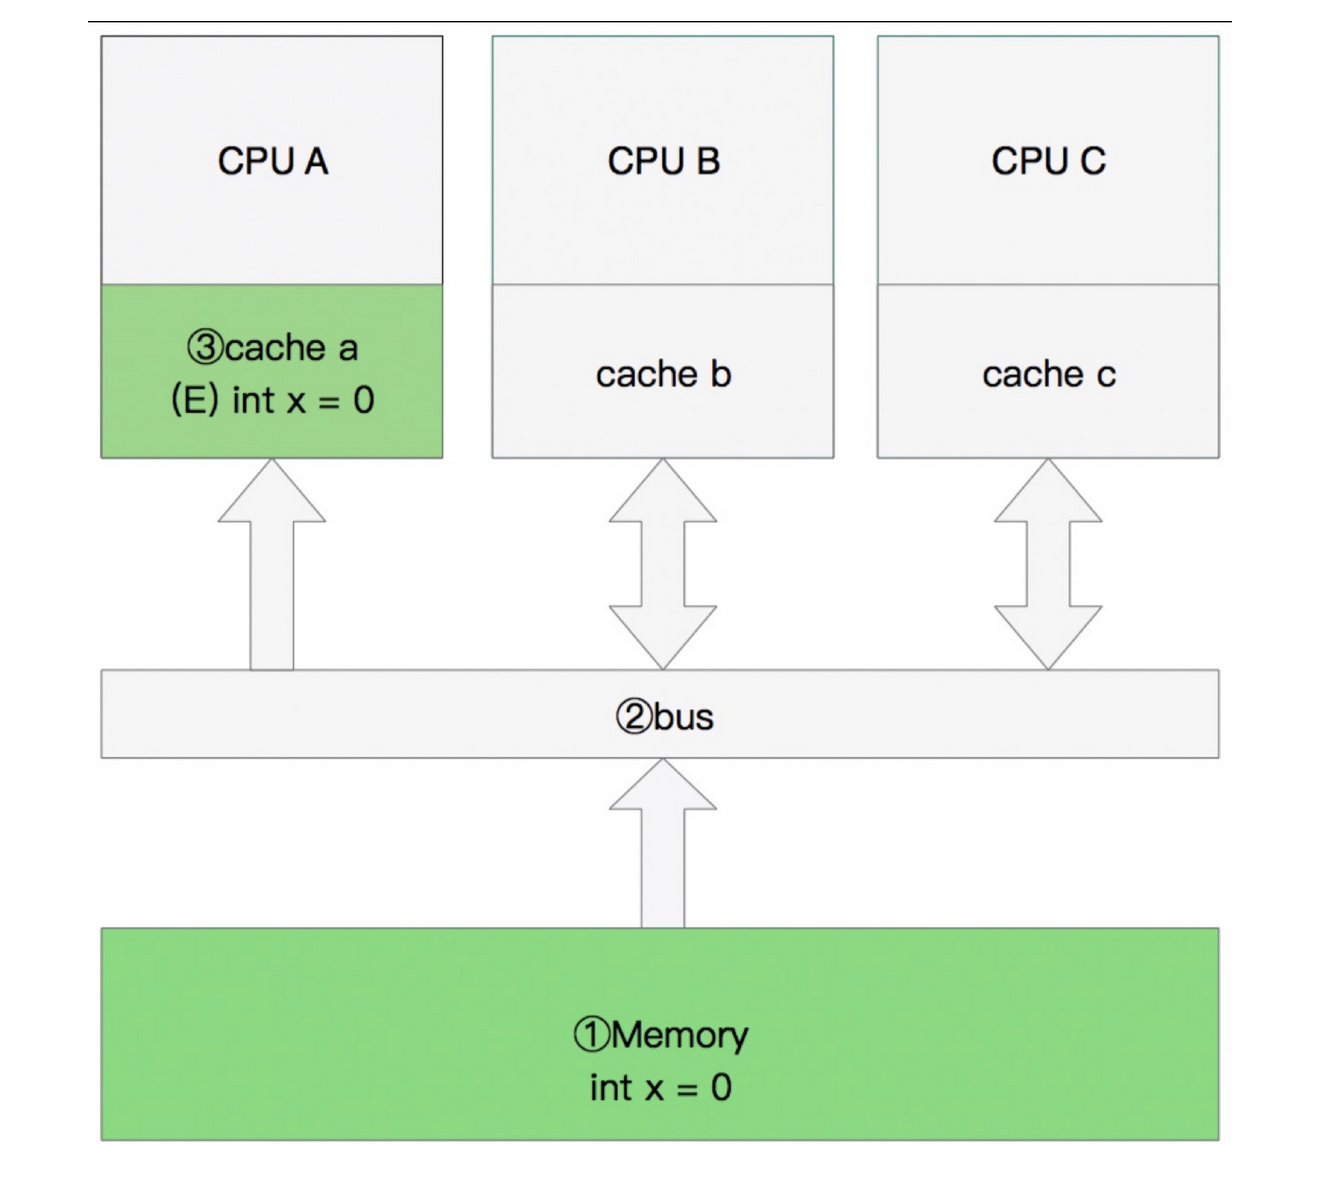 CPU A
CPU B
CPU C
③cache a
(E) int x = 0
cache b
cache c
②bus
①Memory
int x = 0